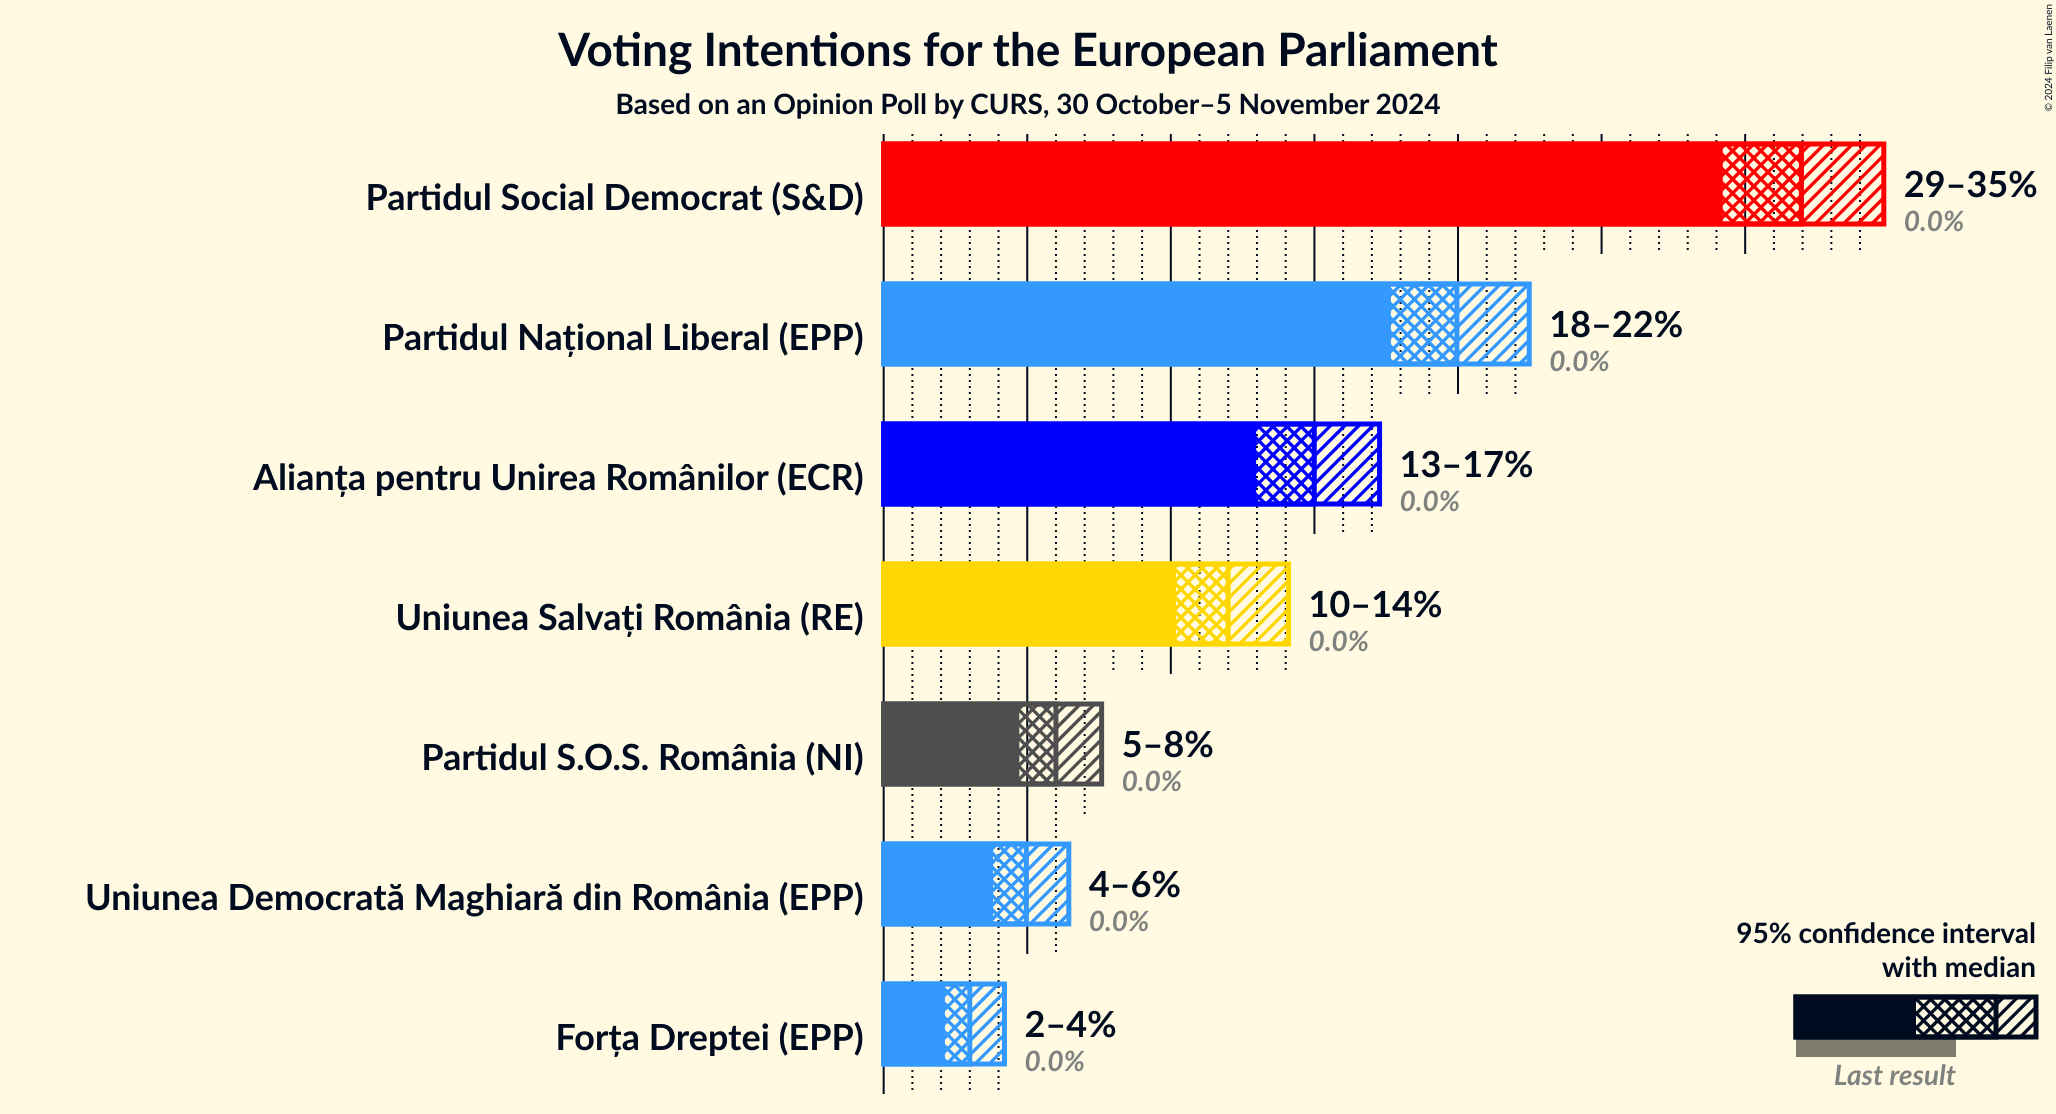 Voting Intentions for the European Parliament
Based on an Opinion Poll by CURS, 30 October–5 November 2024
© 2024 Filip van Laenen
Partidul Social Democrat (S&D)
29–35%
0.0%
Partidul Național Liberal (EPP)
18–22%
0.0%
Alianța pentru Unirea Românilor (ECR)
13–17%
0.0%
Uniunea Salvați România (RE)
10–14%
0.0%
Partidul S.O.S. România (NI)
5–8%
0.0%
Uniunea Democrată Maghiară din România (EPP)
4–6%
0.0%
Forța Dreptei (EPP)
2–4%
0.0%
95% confidence interval
with median
Last result